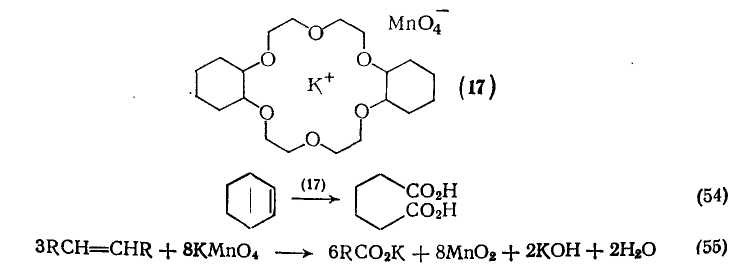 MnO₄⁻
O
O O
K⁺ (17)
O O
O
(17)
CO₂H
CO₂H
(54)
3RCH=CHR + 8KMnO₄ → 6RCO₂K + 8MnO₂ + 2KOH + 2H₂O (55)